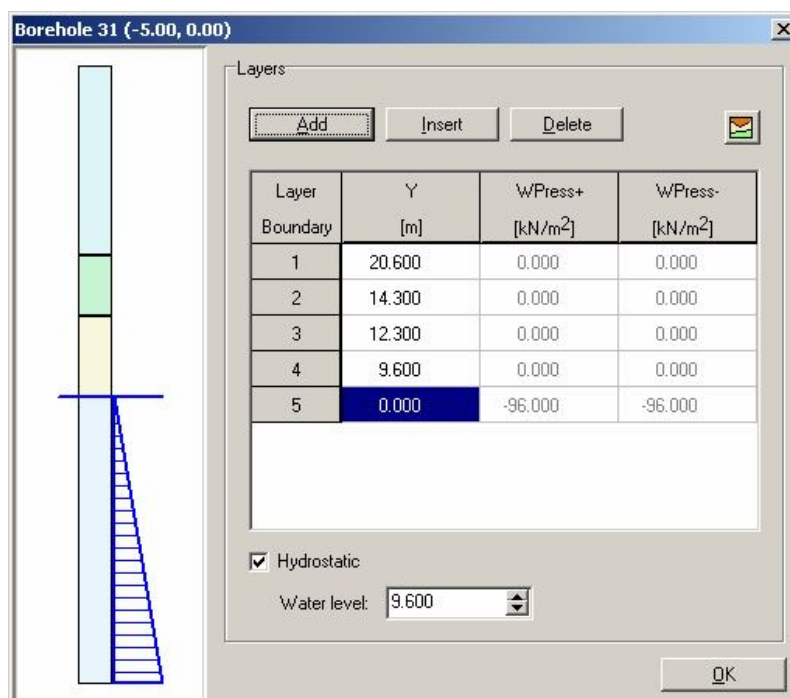 Borehole 31 (-5.00, 0.00)
Layers
Add Insert Delete
Layer Y WPress+ WPress-
Boundary [m] [kN/m2] [kN/m2]
1 20.600 0.000 0.000
2 14.300 0.000 0.000
3 12.300 0.000 0.000
4 9.600 0.000 0.000
5 0.000 -96.000 -96.000
Hydrostatic
Water level: 9.600
OK